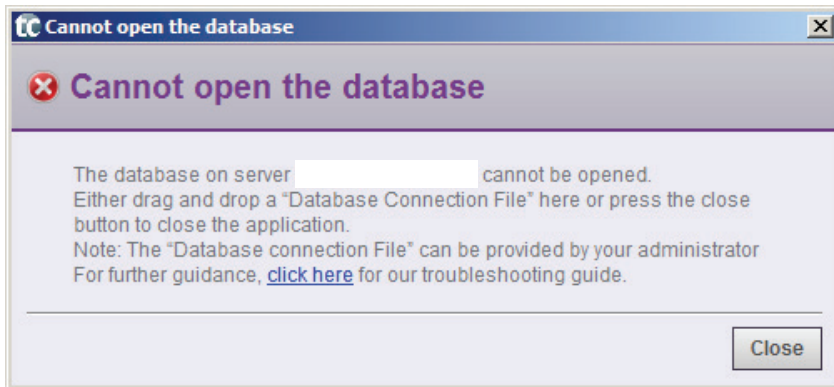 tc Cannot open the database
Cannot open the database
The database on server cannot be opened.
Either drag and drop a “Database Connection File” here or press the close
button to close the application.
Note: The “Database connection File” can be provided by your administrator
For further guidance, click here for our troubleshooting guide.
Close